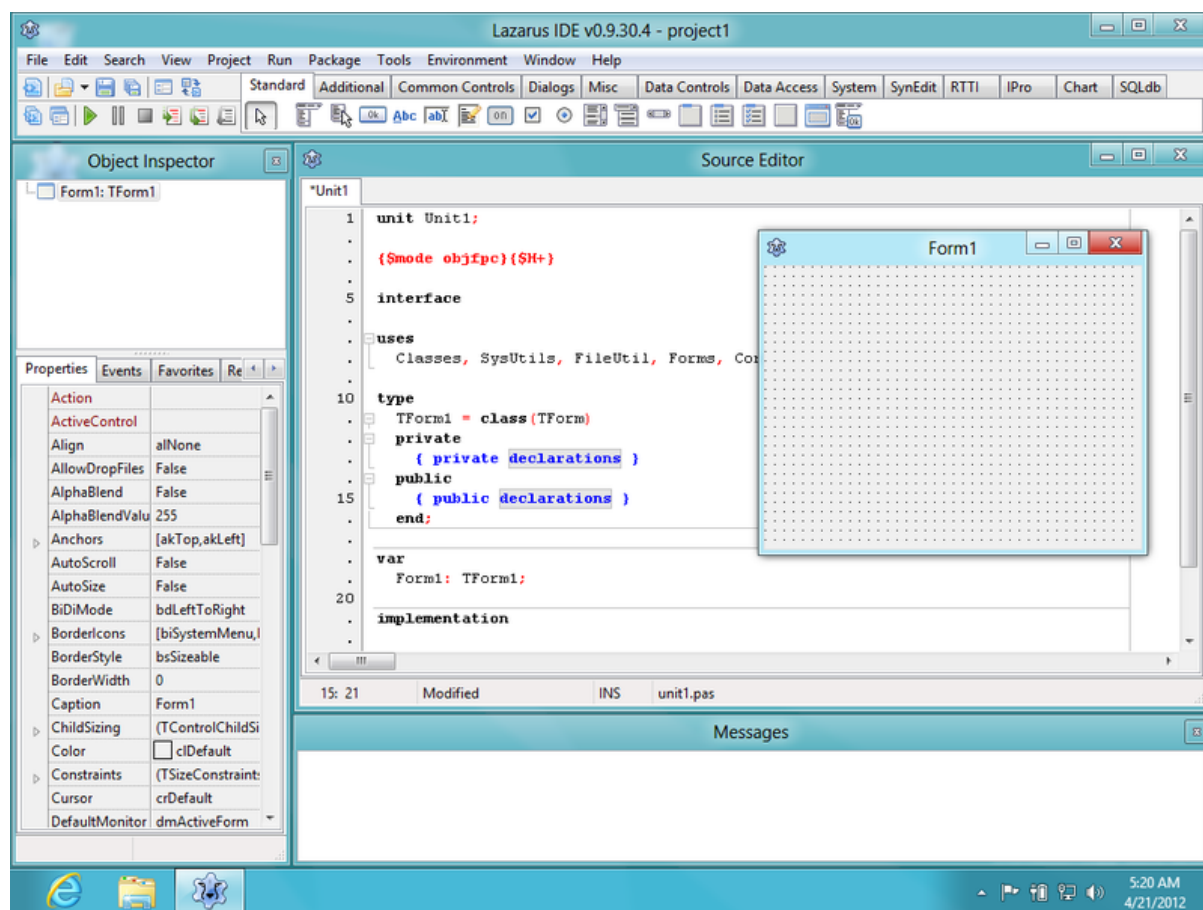 Lazarus IDE v0.9.30.4 - project1
File Edit Search View Project Run Package Tools Environment Window Help
Standard Additional Common Controls Dialogs Misc Data Controls Data Access System SynEdit RTTI IPro Chart SQLdb
Ok Abc abI on Ok
Object Inspector
Form1: TForm1
Properties Events Favorites Re
Action
ActiveControl
Align alNone
AllowDropFiles False
AlphaBlend False
AlphaBlendValu 255
Anchors [akTop,akLeft]
AutoScroll False
AutoSize False
BiDiMode bdLeftToRight
BorderIcons [biSystemMenu,
BorderStyle bsSizeable
BorderWidth 0
Caption Form1
ChildSizing (TControlChildSi
Color clDefault
Constraints (TSizeConstraint
Cursor crDefault
DefaultMonitor dmActiveForm
Source Editor
*Unit1
1 unit Unit1;
.
. {$mode objfpc}{$H+}
.
5 interface
.
. uses
. Classes, SysUtils, FileUtil, Forms, Co
.
10 type
. TForm1 = class(TForm)
. private
. { private declarations }
. public
15 { public declarations }
. end;
.
. var
. Form1: TForm1;
20
. implementation
.
15: 21 Modified INS unit1.pas
Form1
Messages
5:20 AM
4/21/2012